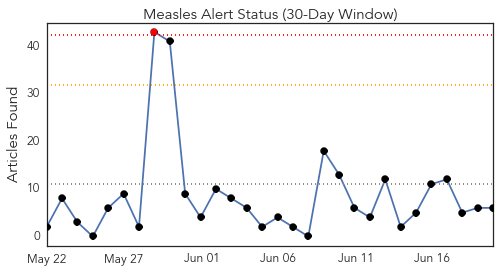 Measles Alert Status (30-Day Window)
Articles Found
40
30
20
10
0
May 22 May 27 Jun 01 Jun 06 Jun 11 Jun 16